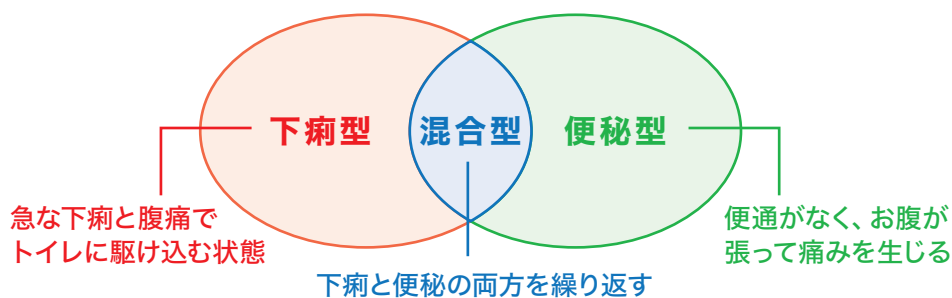 下痢型
混合型
便秘型
急な下痢と腹痛で
トイレに駆け込む状態
下痢と便秘の両方を繰り返す
便通がなく、お腹が
張って痛みを生じる